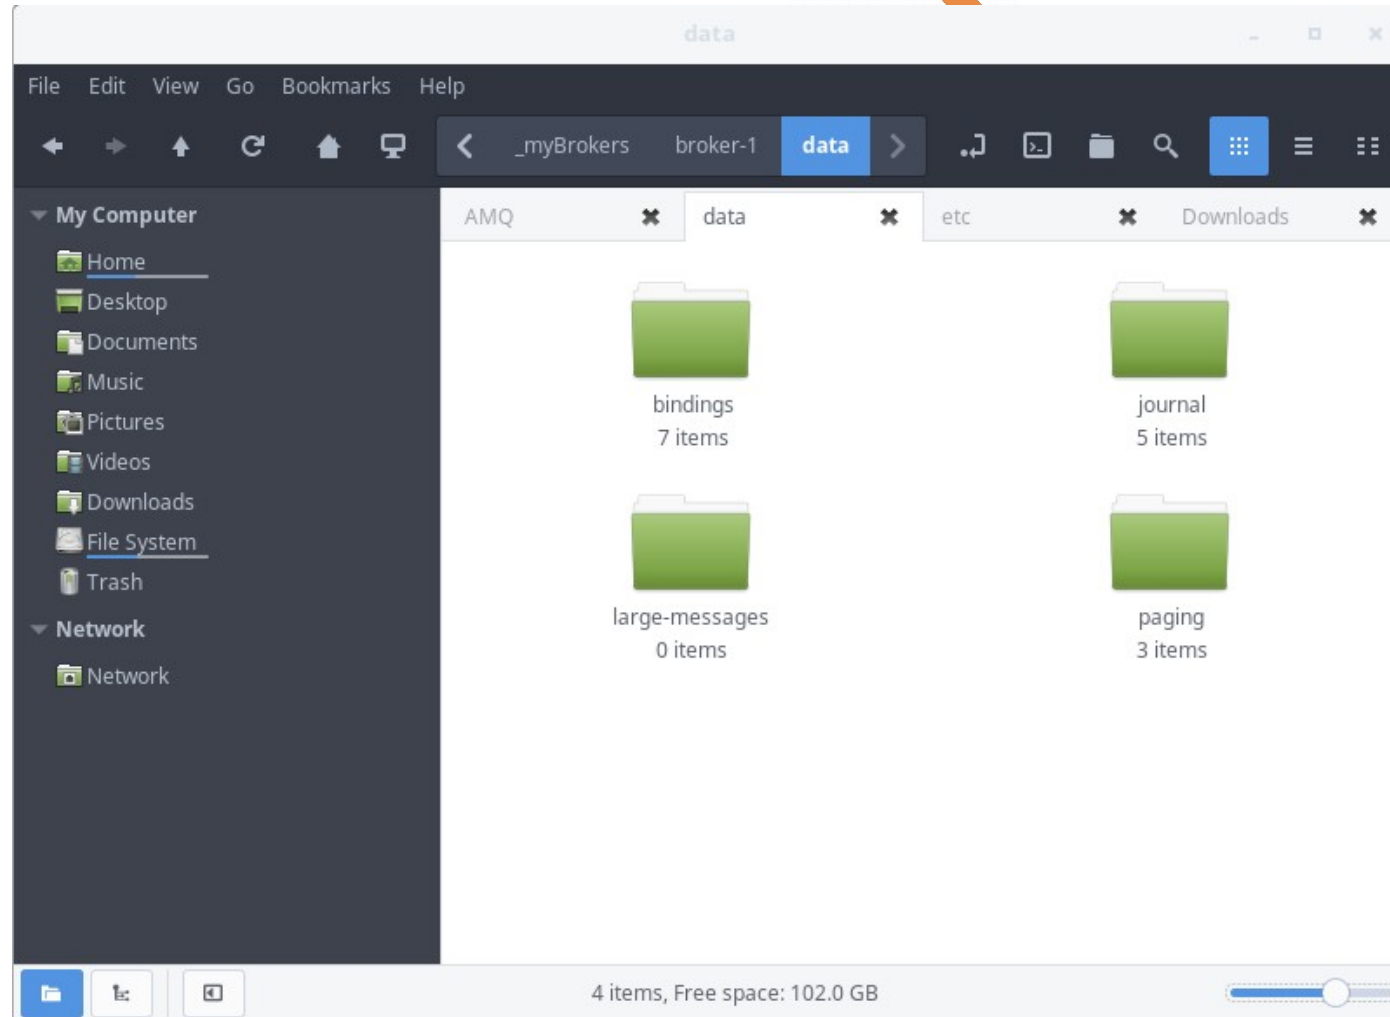 data
File Edit View Go Bookmarks Help
_myBrokers broker-1 data
My Computer
Home
Desktop
Documents
Music
Pictures
Videos
Downloads
File System
Trash
Network
Network
AMQ data etc Downloads
bindings
7 items
journal
5 items
large-messages
0 items
paging
3 items
4 items, Free space: 102.0 GB